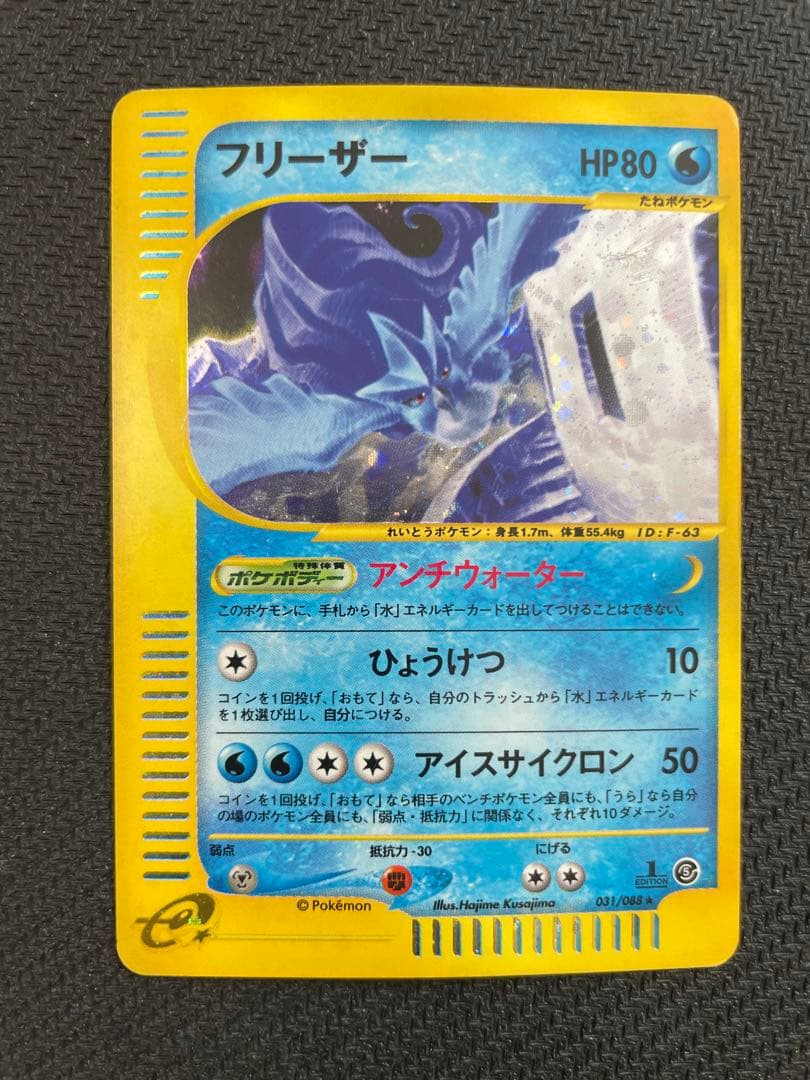 フリーザー HP80
たねポケモン
れいとうポケモン：身長1.7m、体重55.4kg ID:F-63
特殊体質
ポケボディー アンチウォーター
このポケモンに、手札から「水」エネルギーカードを出してつけることはできない。
ひょうけつ 10
コインを1回投げ、「おもて」なら、自分のトラッシュから「水」エネルギーカード
を1枚選び出し、自分につける。
アイスサイクロン 50
コインを1回投げ、「おもて」なら相手のベンチポケモン全員にも、「うら」なら自分
の場のポケモン全員にも、「弱点・抵抗力」に関係なく、それぞれ10ダメージ。
弱点 抵抗力 -30 にげる
1 EDITION
Illus.Hajime Kusajima 031/088 ★
© Pokémon
e